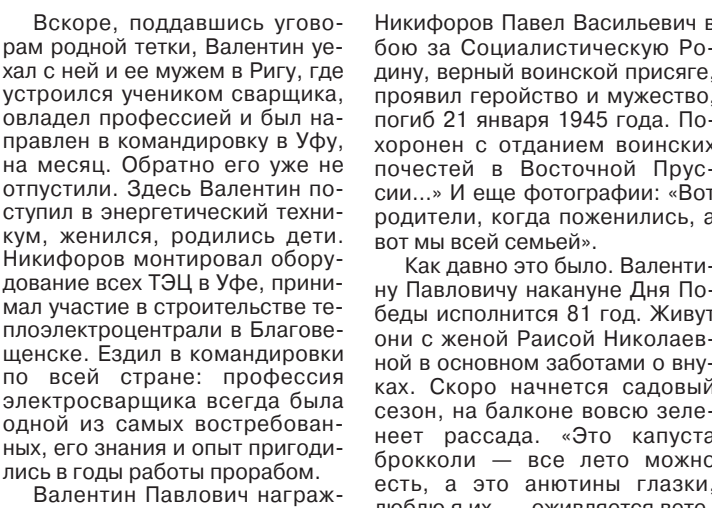 Вскоре, поддавшись угово-
рам родной тетки, Валентин уе-
хал с ней и ее мужем в Ригу, где
устроился учеником сварщика,
овладел профессией и был на-
правлен в командировку в Уфу,
на месяц. Обратно его уже не
отпустили. Здесь Валентин по-
ступил в энергетический техни-
кум, женился, родились дети.
Никифоров монтировал обору-
дование всех ТЭЦ в Уфе, прини-
мал участие в строительстве те-
плоэлектроцентрали в Благове-
щенске. Ездил в командировки
по всей стране: профессия
электросварщика всегда была
одной из самых востребован-
ных, его знания и опыт пригоди-
лись в годы работы прорабом.
Валентин Павлович награж-
Никифоров Павел Васильевич в
бою за Социалистическую Ро-
дину, верный воинской присяге,
проявил геройство и мужество,
погиб 21 января 1945 года. По-
хоронен с отданием воинских
почестей в Восточной Прус-
сии...» И еще фотографии: «Вот
родители, когда поженились, а
вот мы всей семьей».
Как давно это было. Валенти-
ну Павловичу накануне Дня По-
беды исполнится 81 год. Живут
они с женой Раисой Николаев-
ной в основном заботами о вну-
ках. Скоро начнется садовый
сезон, на балконе вовсю зеле-
неет рассада. «Это капуста
брокколи — все лето можно
есть, а это анютины глазки,
люблю я их, — оживляется вете-